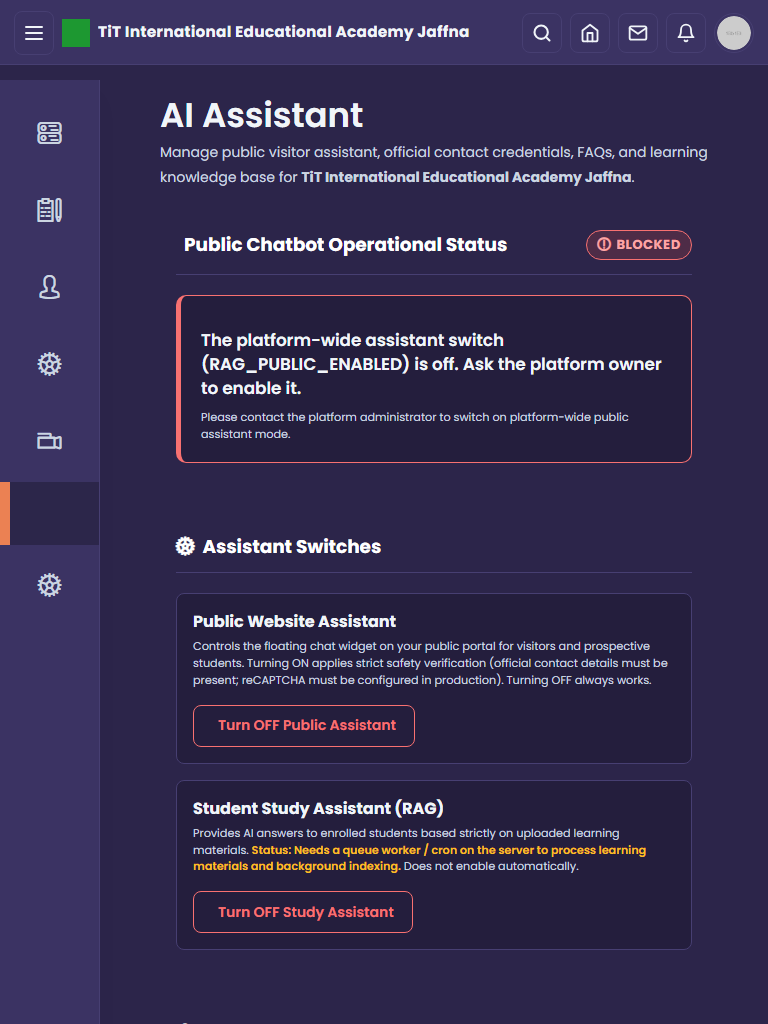 TiT International Educational Academy Jaffna
AI Assistant
Manage public visitor assistant, official contact credentials, FAQs, and learning
knowledge base for TiT International Educational Academy Jaffna.
Public Chatbot Operational Status
BLOCKED
The platform-wide assistant switch
(RAG_PUBLIC_ENABLED) is off. Ask the platform owner
to enable it.
Please contact the platform administrator to switch on platform-wide public
assistant mode.
Assistant Switches
Public Website Assistant
Controls the floating chat widget on your public portal for visitors and prospective
students. Turning ON applies strict safety verification (official contact details must be
present; reCAPTCHA must be configured in production). Turning OFF always works.
Turn OFF Public Assistant
Student Study Assistant (RAG)
Provides AI answers to enrolled students based strictly on uploaded learning
materials. Status: Needs a queue worker / cron on the server to process learning
materials and background indexing. Does not enable automatically.
Turn OFF Study Assistant